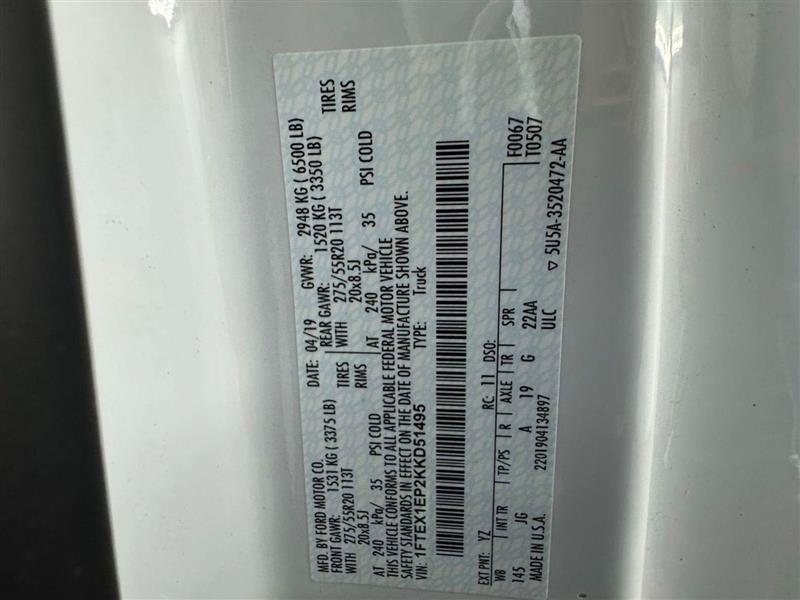 MFD. BY FORD MOTOR CO.
DATE: 04/19 GVWR: 2948 KG ( 6500 LB)
FRONT GAWR: 1531 KG ( 3375 LB) REAR GAWR: 1520 KG ( 3350 LB)
WITH 275/55R20 113T TIRES WITH 275/55R20 113T TIRES
20x8.5J RIMS 20x8.5J RIMS
AT 240 kPa/ 35 PSI COLD AT 240 kPa/ 35 PSI COLD
THIS VEHICLE CONFORMS TO ALL APPLICABLE FEDERAL MOTOR VEHICLE
SAFETY STANDARDS IN EFFECT ON THE DATE OF MANUFACTURE SHOWN ABOVE.
VIN: 1FTEX1EP2KKD51495 TYPE: Truck
F0067
EXT PNT: YZ RC: 11 DSO: T0507
WB INT TR TP/PS R AXLE TR SPR
145 JG A 19 G 22AA
MADE IN U.S.A. 2201904134897 ULC
▽ 5U5A-3520472-AA